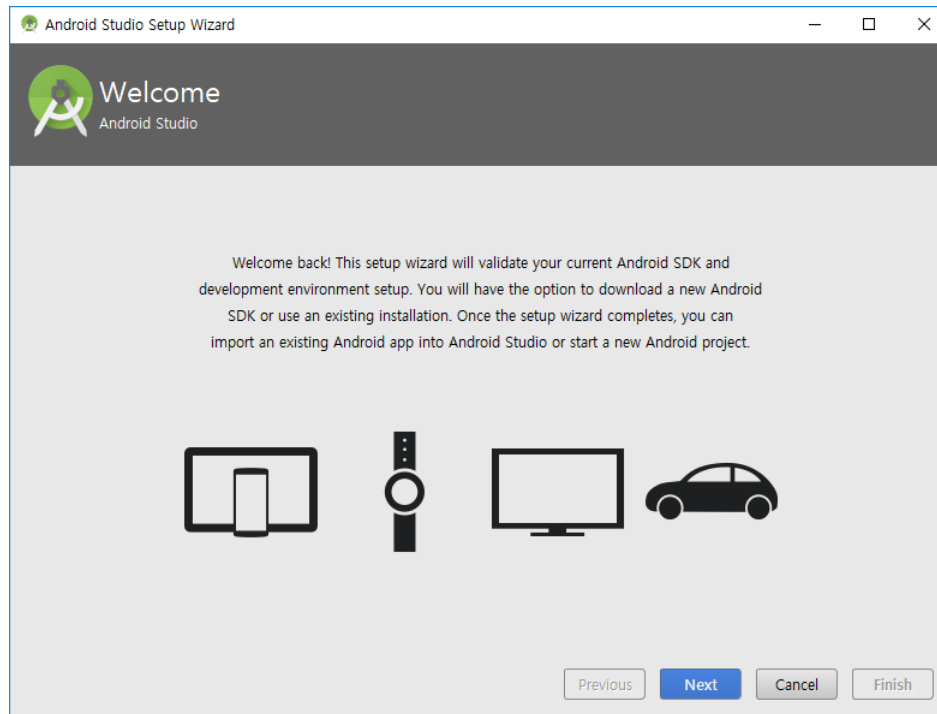 Android Studio Setup Wizard
Welcome
Android Studio
Welcome back! This setup wizard will validate your current Android SDK and
development environment setup. You will have the option to download a new Android
SDK or use an existing installation. Once the setup wizard completes, you can
import an existing Android app into Android Studio or start a new Android project.
Previous Next Cancel Finish